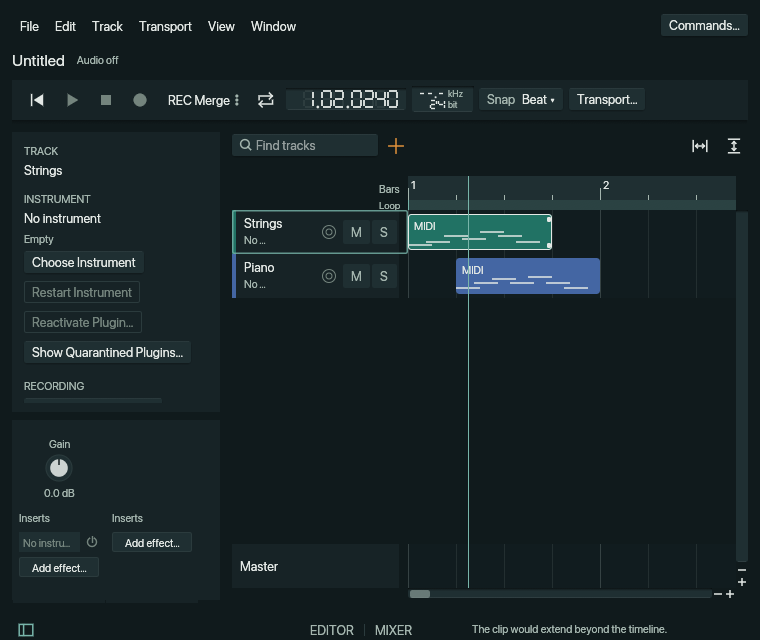 File Edit Track Transport View Window Commands...
Untitled Audio off
REC Merge 1.02.0240 --.- kHz
24 bit
Snap Beat Transport...
TRACK
Strings
INSTRUMENT
No instrument
Empty
Choose Instrument
Restart Instrument
Reactivate Plugin...
Show Quarantined Plugins...
RECORDING
Gain
0.0 dB
Inserts Inserts
No instru... Add effect...
Add effect...
Find tracks
Bars 1 2
Loop
Strings M S MIDI
No ...
Piano M S MIDI
No ...
Master
EDITOR MIXER The clip would extend beyond the timeline.